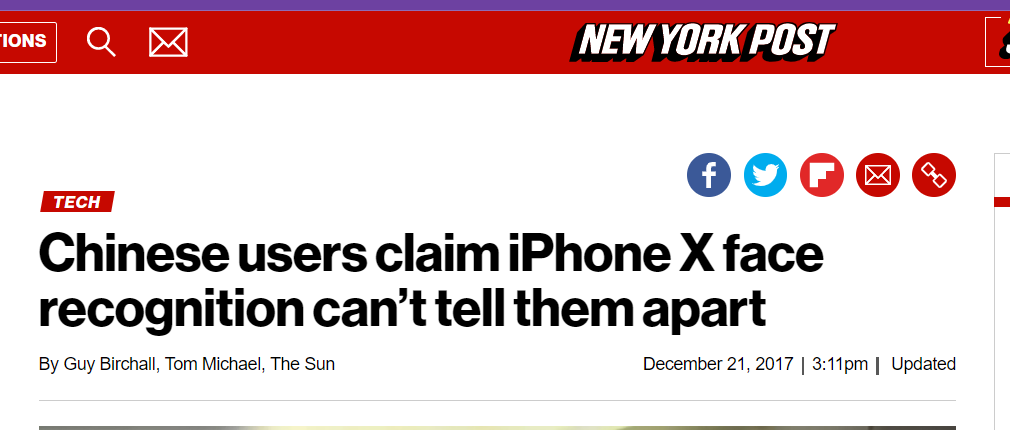 TIONS
NEW YORK POST
TECH
Chinese users claim iPhone X face
recognition can't tell them apart
By Guy Birchall, Tom Michael, The Sun
December 21, 2017 | 3:11pm | Updated